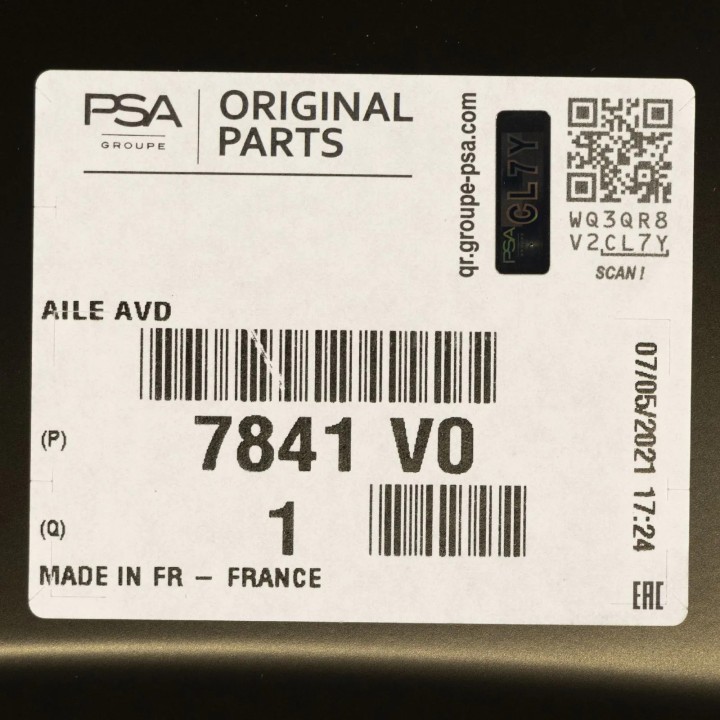 PSA
GROUPE
ORIGINAL
PARTS
qr.groupe-psa.com
PSA
CL7Y
WQ3QR8
V2CL7Y
SCAN!
AILE AVD
(P)
7841 V0
(Q)
1
MADE IN FR – FRANCE
07/05/2021 17:24
EAC